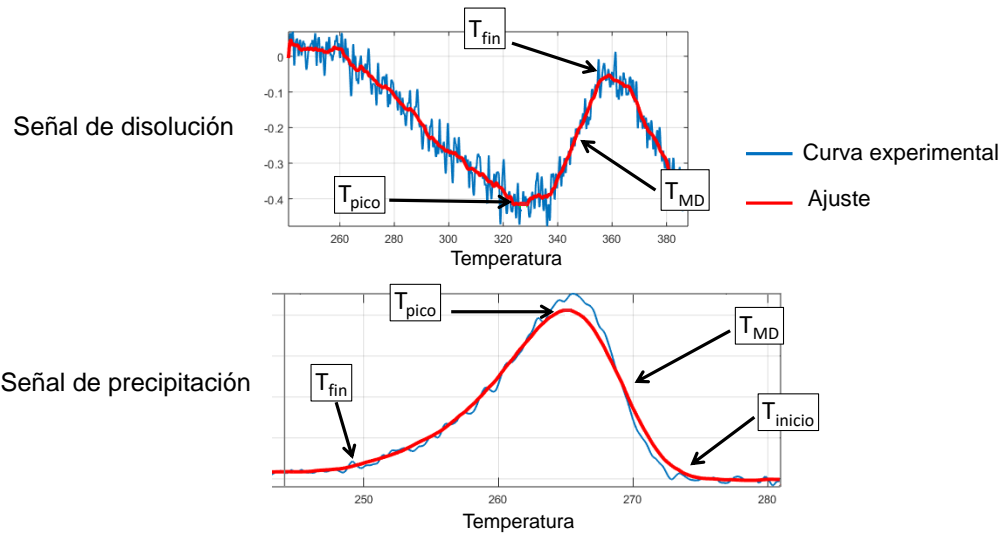 T_fin
0
-0.1
Señal de disolución
-0.2
-0.3
T_pico
T_MD
-0.4
260 280 300 320 340 360 380
Temperatura
Curva experimental
Ajuste
T_pico
T_MD
Señal de precipitación
T_fin
T_inicio
250 260 270 280
Temperatura